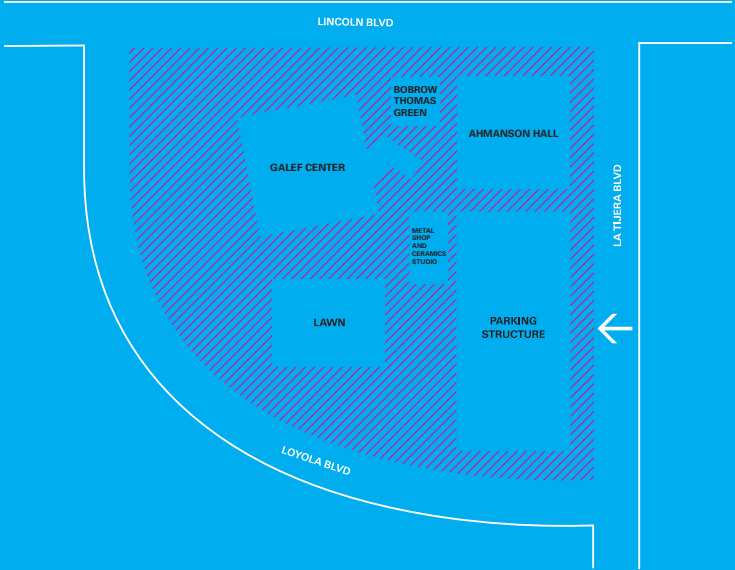 LINCOLN BLVD
BOBROW
THOMAS
GREEN
AHMANSON HALL
GALEF CENTER
LA TIJERA BLVD
METAL
SHOP
AND
CERAMICS
STUDIO
LAWN
PARKING
STRUCTURE
LOYOLA BLVD